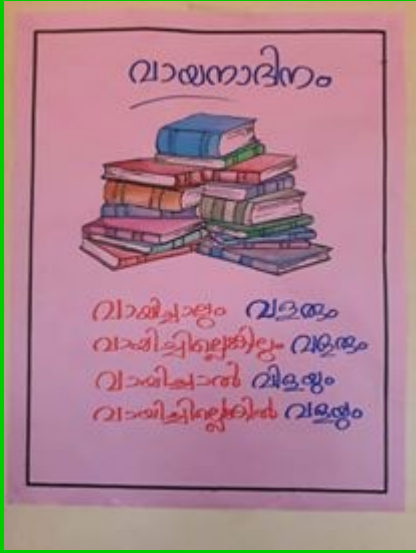 വായനാദിനം
വായിച്ചാലും വളരും
വായിച്ചില്ലെങ്കിലും വളരും
വായിച്ചാൽ വിളയും
വായിച്ചില്ലെങ്കിൽ വളയും